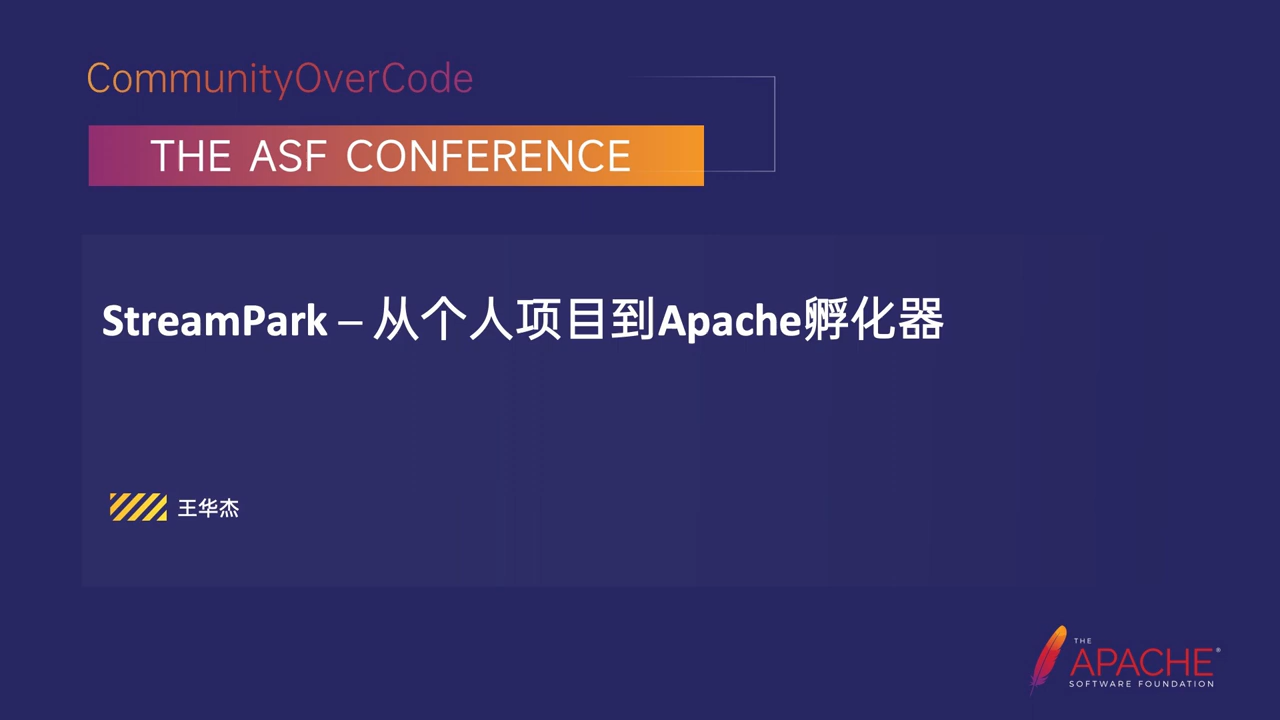 CommunityOverCode
THE ASF CONFERENCE
StreamPark – 从个人项目到Apache孵化器
王华杰
THE
APACHE®
SOFTWARE FOUNDATION